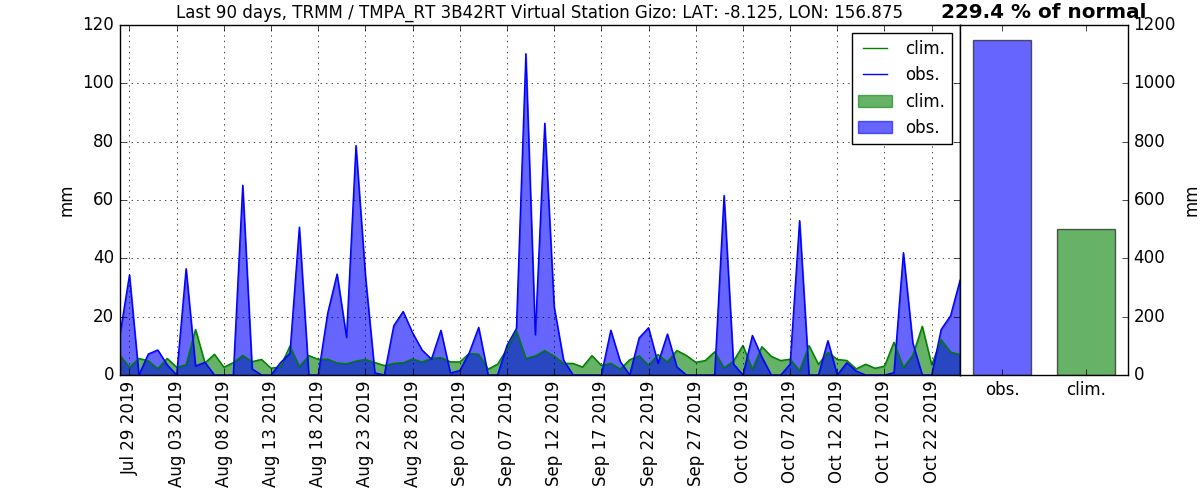 Last 90 days, TRMM / TMPA_RT 3B42RT Virtual Station Gizo: LAT: -8.125, LON: 156.875
229.4 % of normal
120
100
80
60
40
20
0
mm
clim.
obs.
clim.
obs.
1200
1000
800
600
400
200
0
mm
Jul 29 2019
Aug 03 2019
Aug 08 2019
Aug 13 2019
Aug 18 2019
Aug 23 2019
Aug 28 2019
Sep 02 2019
Sep 07 2019
Sep 12 2019
Sep 17 2019
Sep 22 2019
Sep 27 2019
Oct 02 2019
Oct 07 2019
Oct 12 2019
Oct 17 2019
Oct 22 2019
obs.
clim.